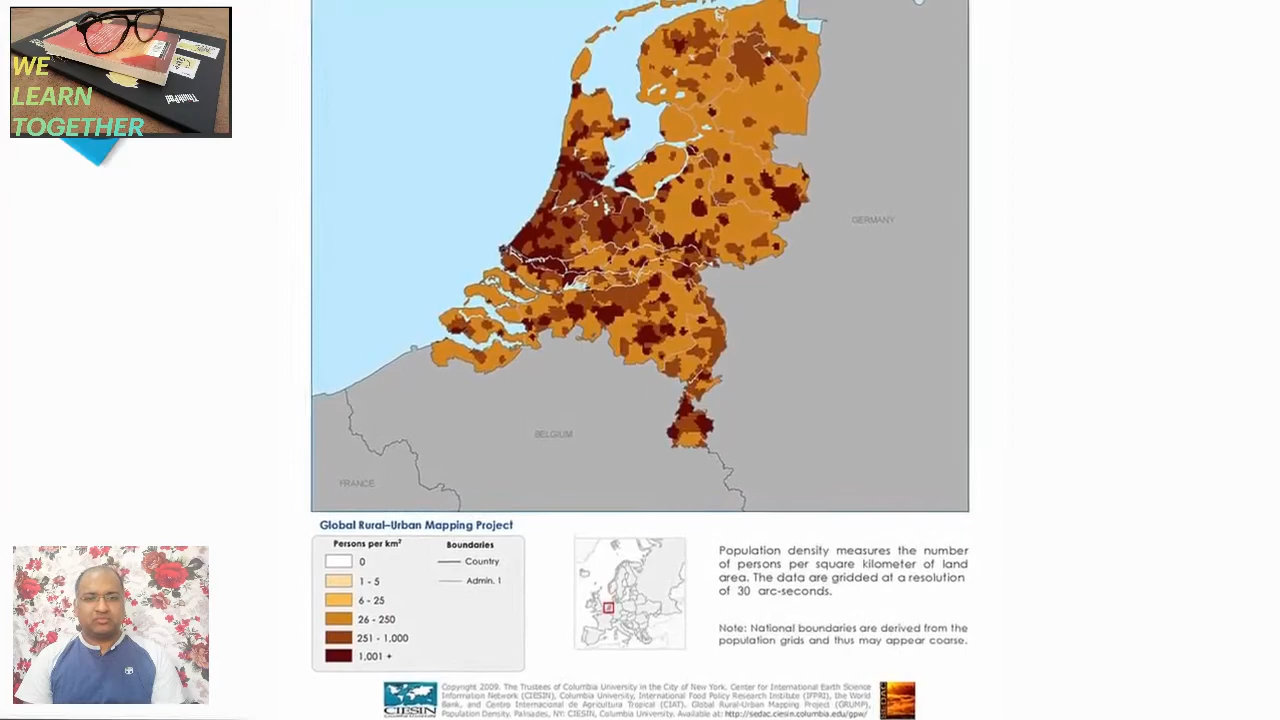 WE
LEARN
TOGETHER
ThinkPad
GERMANY
BELGIUM
FRANCE
Global Rural–Urban Mapping Project
Persons per km²
0
1 - 5
6 - 25
26 - 250
251 - 1,000
1,001 +
Boundaries
Country
Admin. 1
Population density measures the number
of persons per square kilometer of land
area. The data are gridded at a resolution
of 30 arc-seconds.
Note: National boundaries are derived from the
population grids and thus may appear coarse.
CIESIN
Copyright 2009. The Trustees of Columbia University in the City of New York. Center for International Earth Science
Information Network (CIESIN), Columbia University, International Food Policy Research Institute (IFPRI), the World
Bank, and Centro Internacional de Agricultura Tropical (CIAT). Global Rural-Urban Mapping Project (GRUMP),
Population Density. Palisades, NY: CIESIN, Columbia University. Available at: http://sedac.ciesin.columbia.edu/gpw/
SEDAC